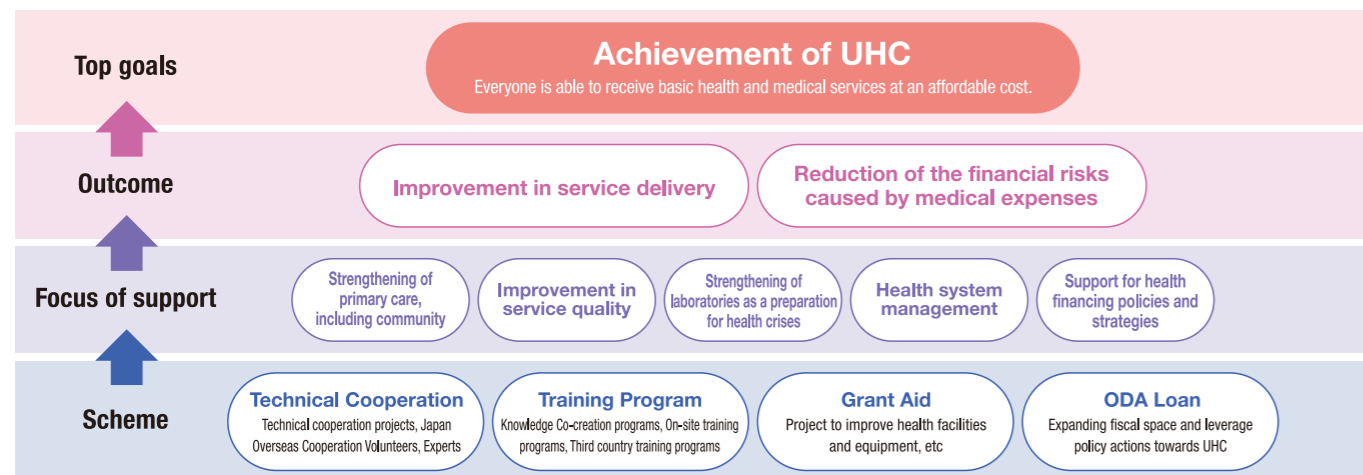 Top goals
Achievement of UHC
Everyone is able to receive basic health and medical services at an affordable cost.
Outcome
Improvement in service delivery
Reduction of the financial risks
caused by medical expenses
Focus of support
Strengthening of
primary care,
including community
Improvement in
service quality
Strengthening of
laboratories as a preparation
for health crises
Health system
management
Support for health
financing policies and
strategies
Scheme
Technical Cooperation
Technical cooperation projects, Japan
Overseas Cooperation Volunteers, Experts
Training Program
Knowledge Co-creation programs, On-site training
programs, Third country training programs
Grant Aid
Project to improve health facilities
and equipment, etc
ODA Loan
Expanding fiscal space and leverage
policy actions towards UHC